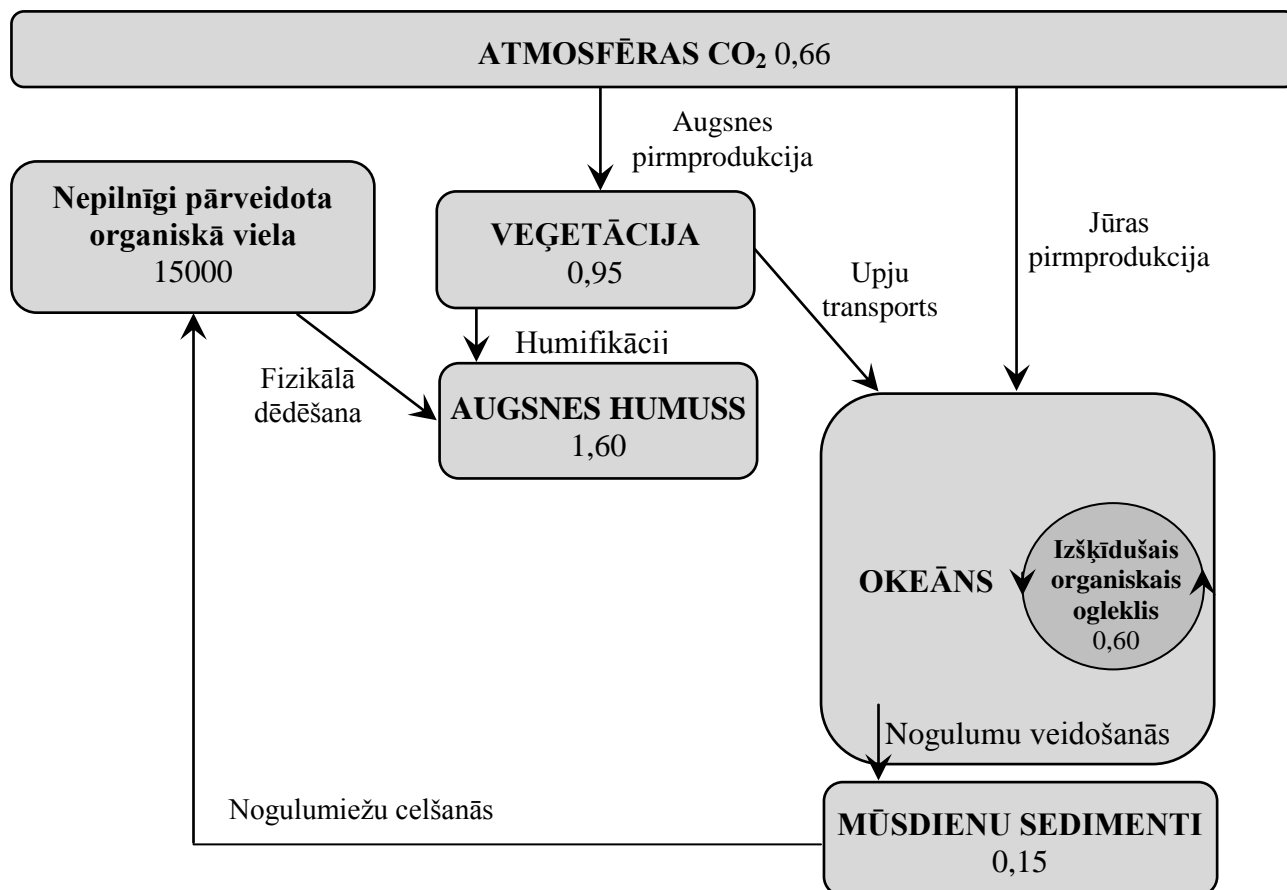 ATMOSFĒRAS CO₂ 0,66
Augsnes
pirmprodukcija
Nepilnīgi pārveidota
organiskā viela
15000
VEĢETĀCIJA
0,95
Jūras
pirmprodukcija
Upju
transports
Humifikācij
Fizikālā
dēdēšana
AUGSNES HUMUSS
1,60
OKEĀNS
Izšķīdušais
organiskais
ogleklis
0,60
Nogulumu veidošanās
Nogulumiežu celšanās
MŪSDIENU SEDIMENTI
0,15